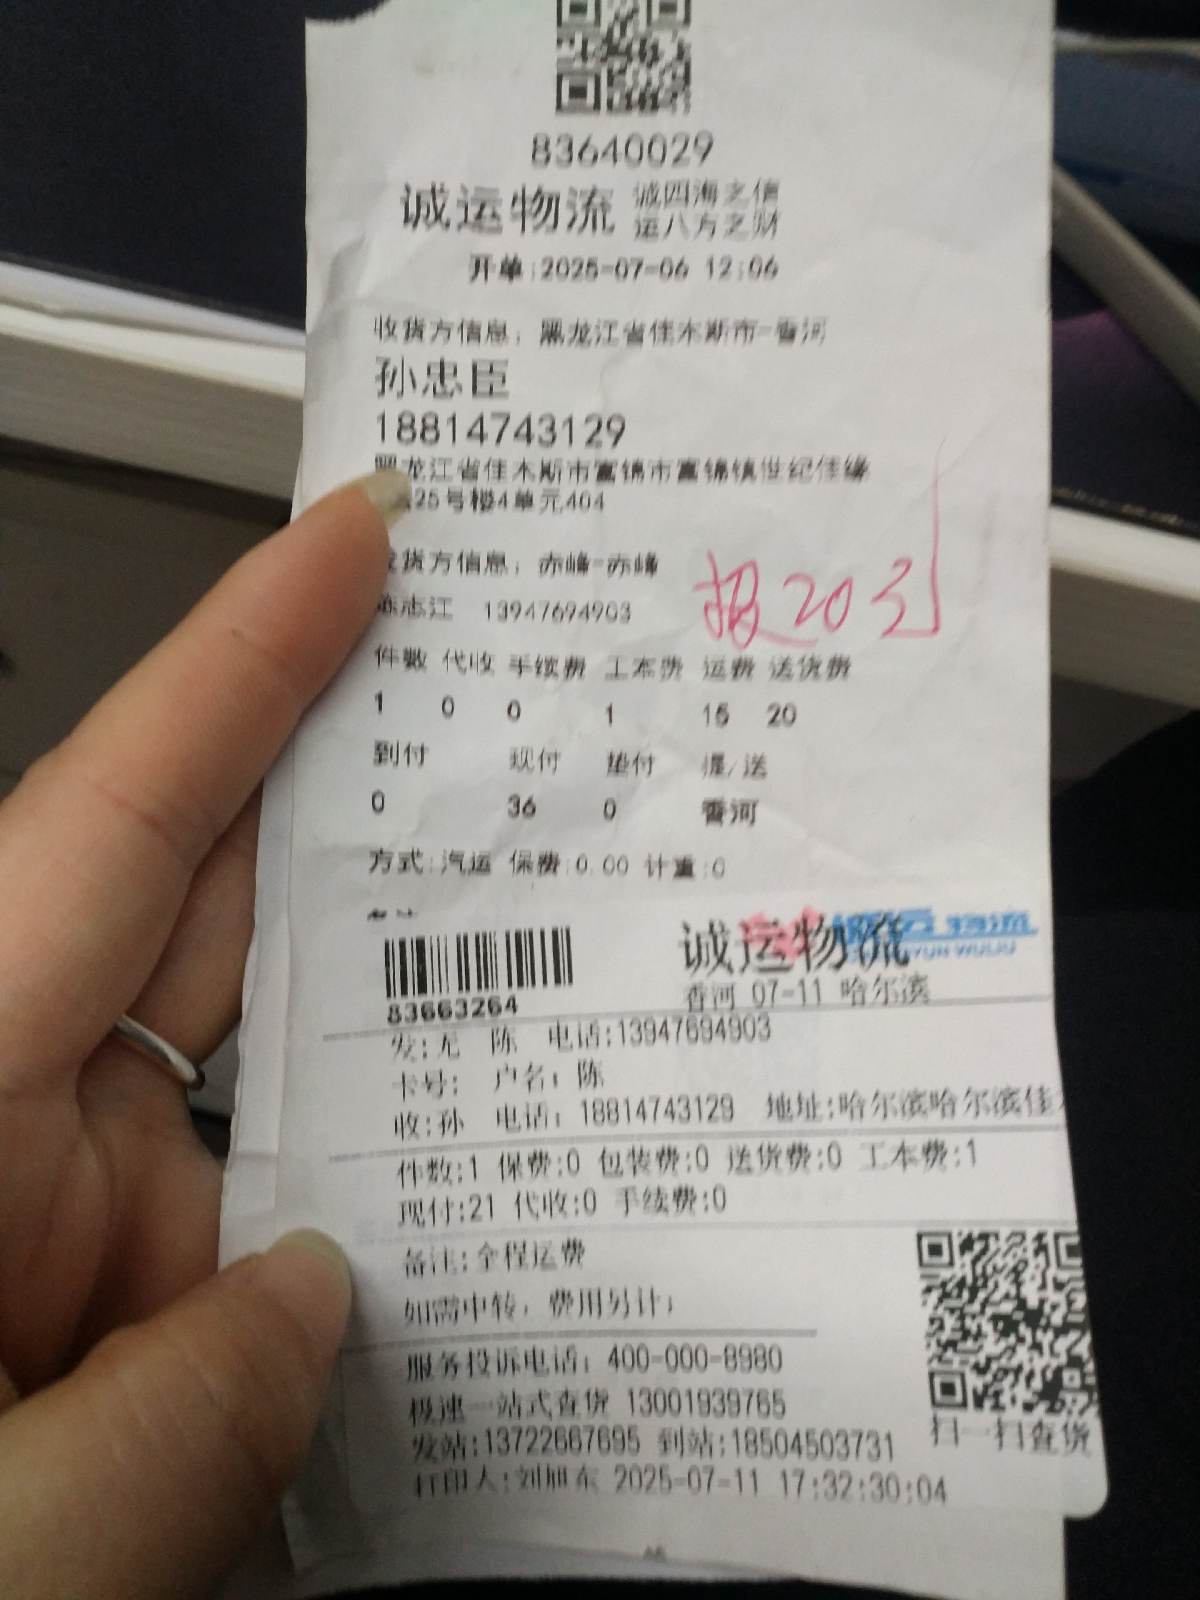 83640029
诚运物流 诚四海之信
运八方之财
开单:2025-07-06 12:06
收货方信息：黑龙江省佳木斯市-香河
孙忠臣
18814743129
黑龙江省佳木斯市富锦市富锦镇世纪佳缘
25号楼4单元404
发货方信息：赤峰-赤峰
陈志江 13947694903
报20
件数 代收 手续费 工本费 运费 送货费
1 0 0 1 15 20
到付 现付 垫付 提/送
0 36 0 香河
方式:汽运 保费:0.00 计重:0
备注
83663264
诚运物流
物流
YUN WULIU
香河 07-11 哈尔滨
发:无 陈 电话:13947694903
卡号: 户名: 陈
收:孙 电话: 18814743129 地址:哈尔滨哈尔滨佳
件数:1 保费:0 包装费:0 送货费:0 工本费:1
现付:21 代收:0 手续费:0
备注:全程运费
如需中转，费用另计；
服务投诉电话：400-000-8980
极速一站式查货 13001939765
发站:13722667695 到站:18504503731
扫一扫查货
打印人:刘旭东 2025-07-11 17:32:30:04